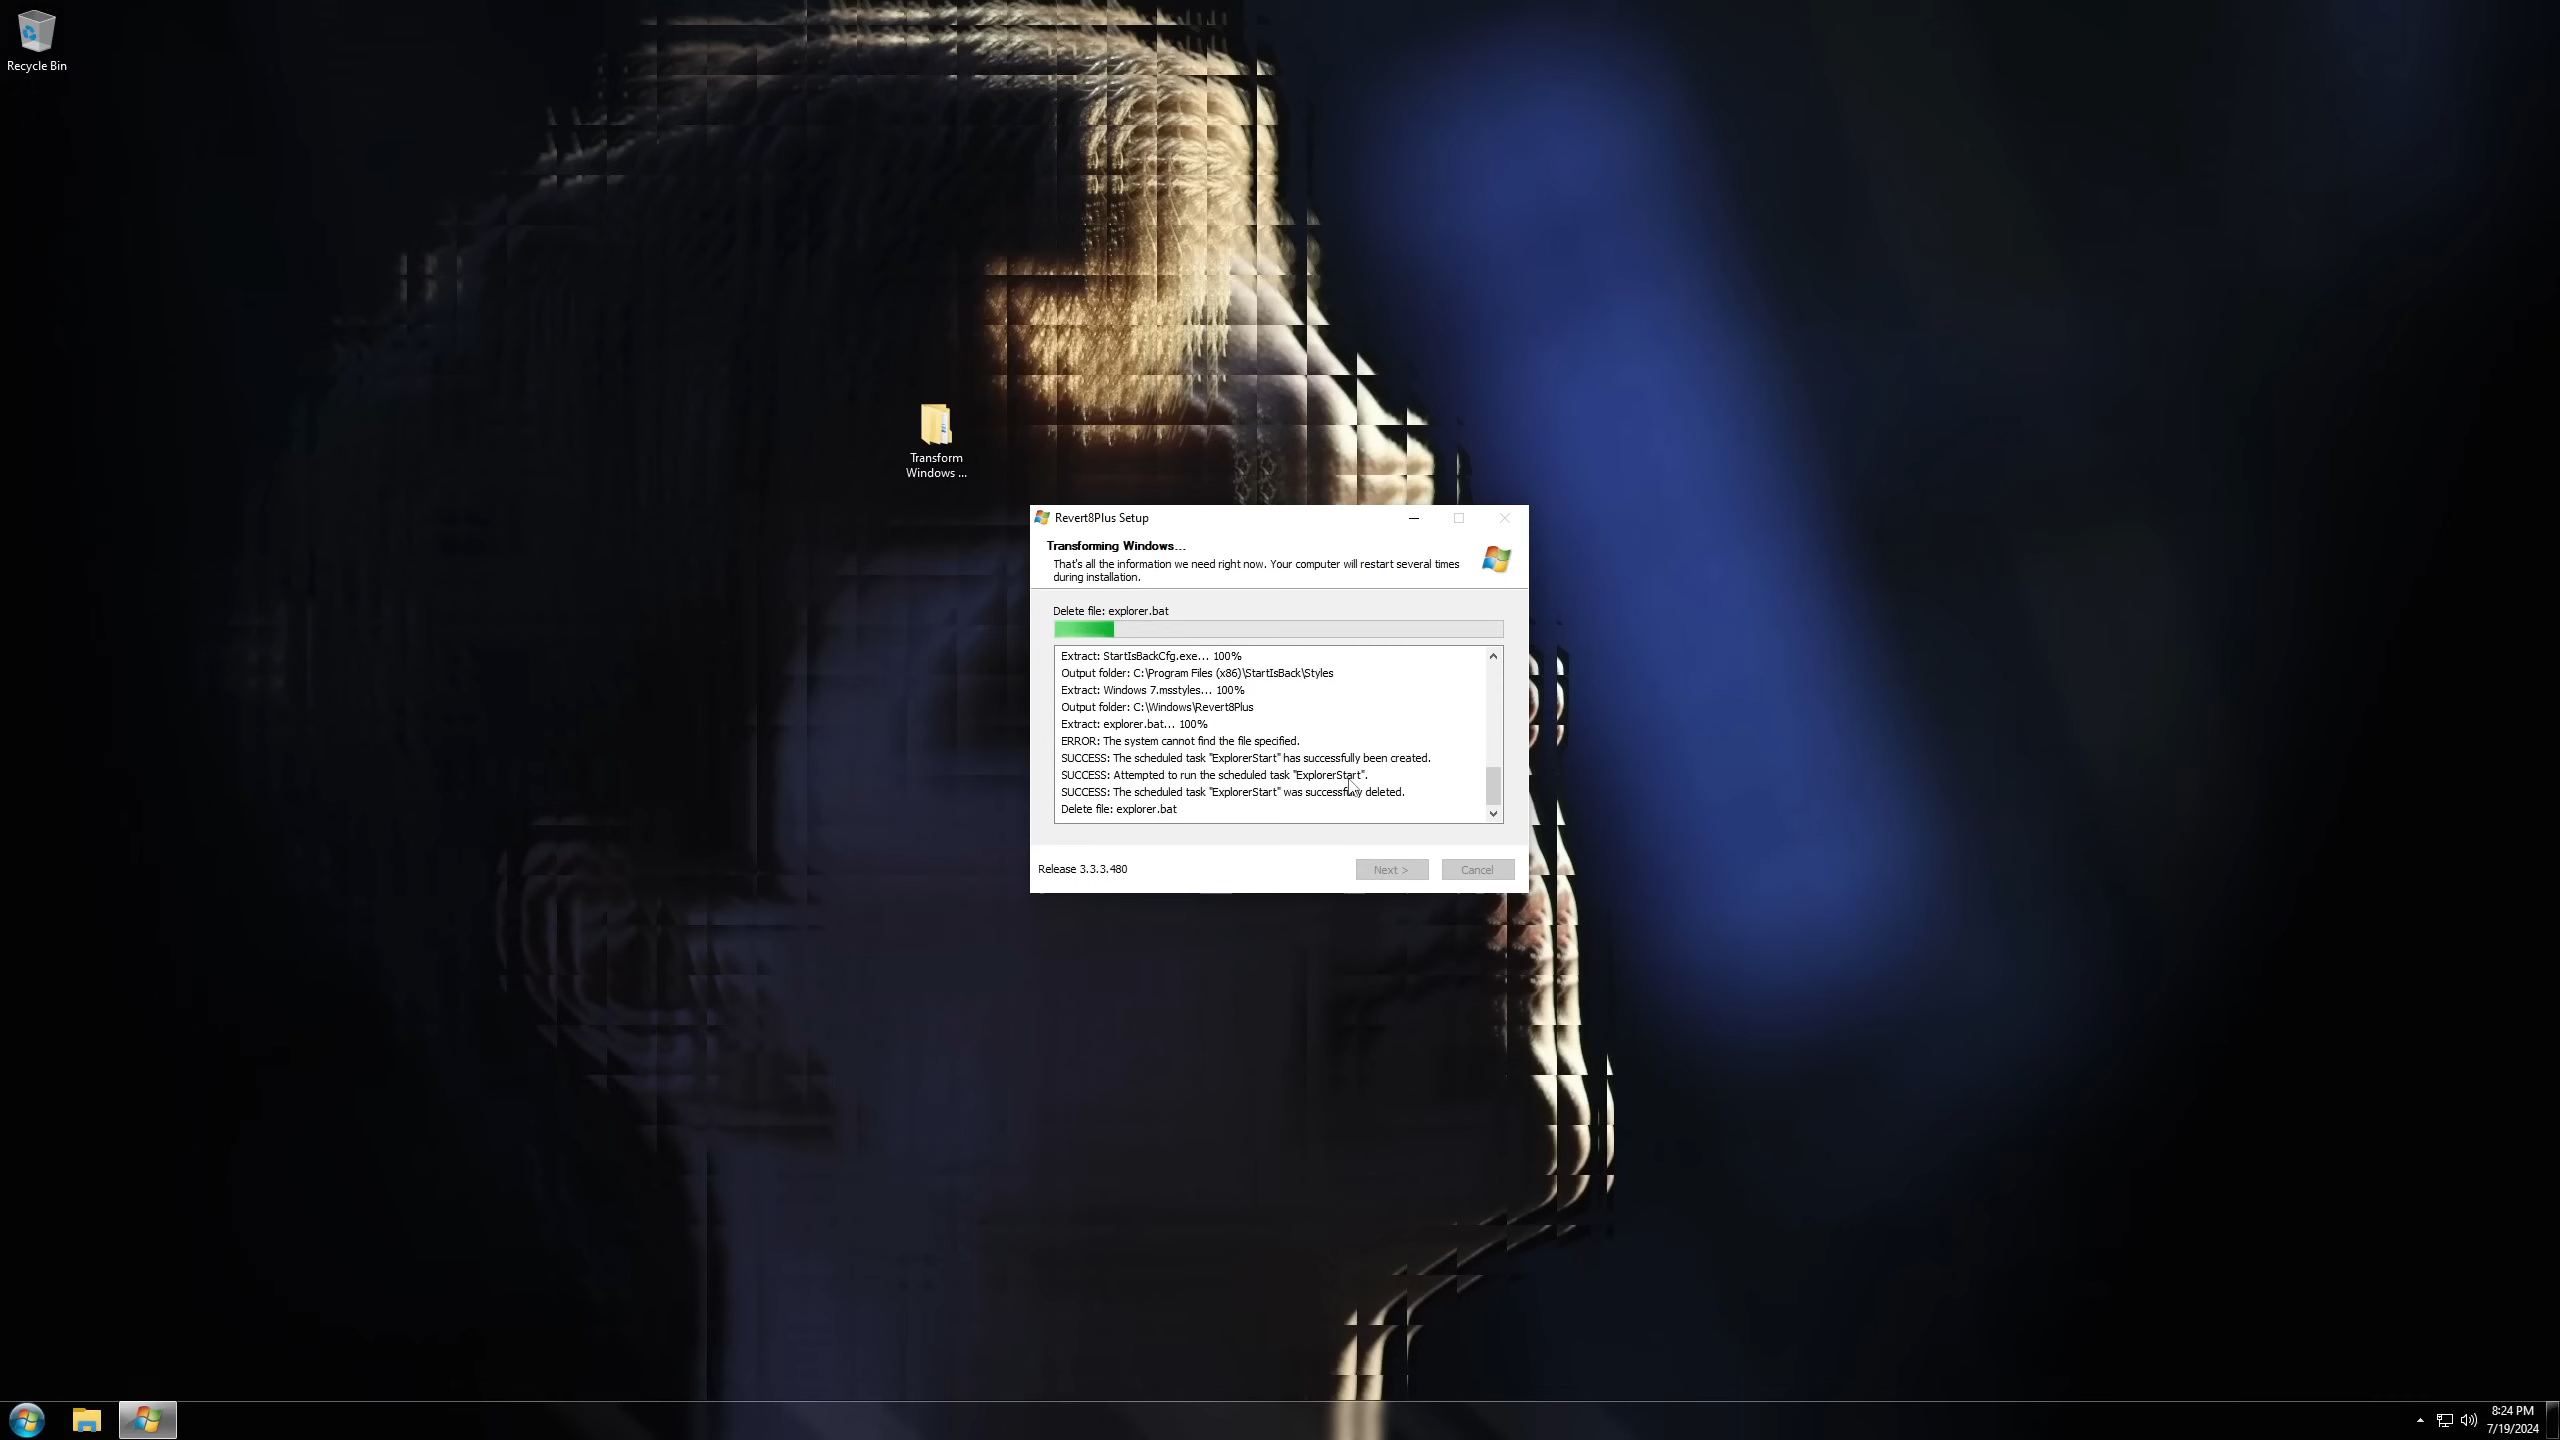 Recycle Bin
Transform
Windows ...
Revert8Plus Setup
Transforming Windows...
That's all the information we need right now. Your computer will restart several times
during installation.
Delete file: explorer.bat
Extract: StartIsBackCfg.exe... 100%
Output folder: C:\Program Files (x86)\StartIsBack\Styles
Extract: Windows 7.msstyles... 100%
Output folder: C:\Windows\Revert8Plus
Extract: explorer.bat... 100%
ERROR: The system cannot find the file specified.
SUCCESS: The scheduled task "ExplorerStart" has successfully been created.
SUCCESS: Attempted to run the scheduled task "ExplorerStart".
SUCCESS: The scheduled task "ExplorerStart" was successfully deleted.
Delete file: explorer.bat
Release 3.3.3.480
Next >
Cancel
8:24 PM
7/19/2024